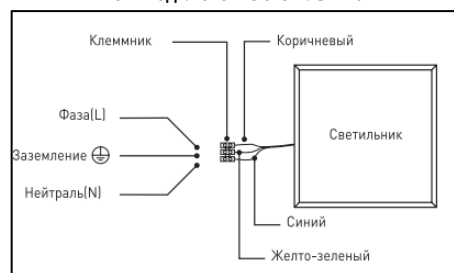 Клеммник
Коричневый
Фаза(L)
Заземление
Нейтраль(N)
Светильник
Синий
Желто-зеленый